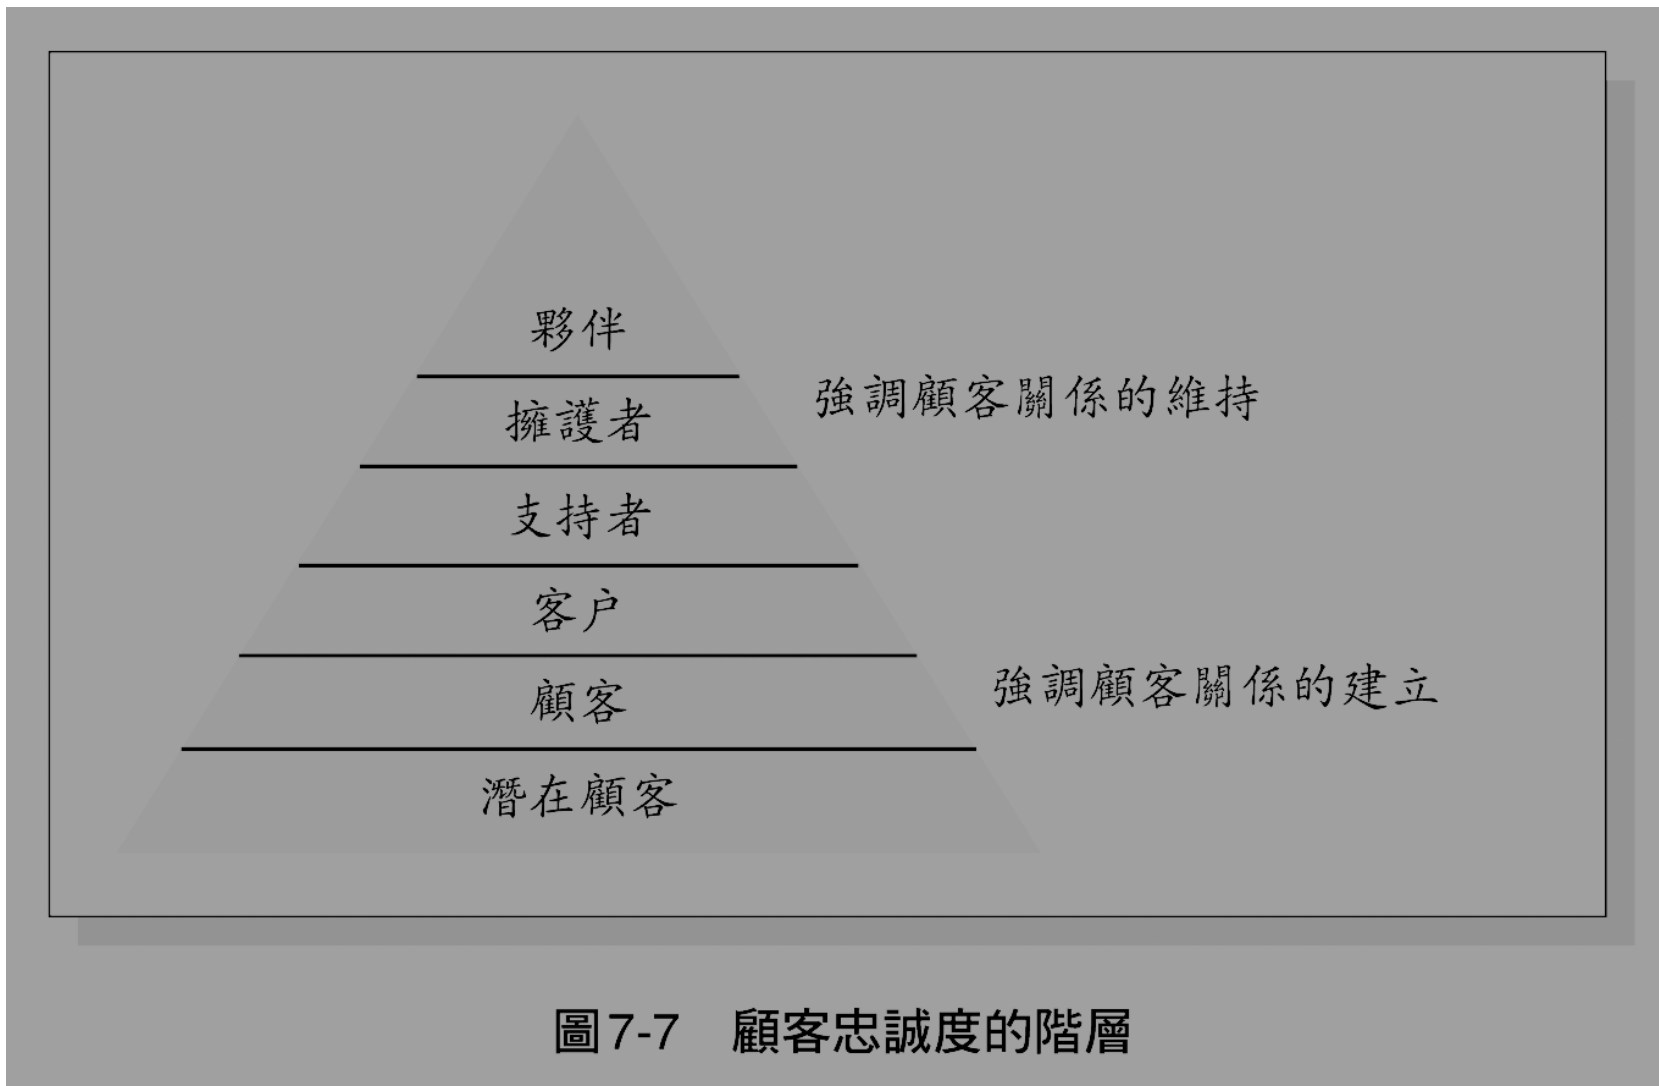 夥伴
擁護者
強調顧客關係的維持
支持者
客户
顧客
強調顧客關係的建立
潛在顧客
圖7-7 顧客忠誠度的階層